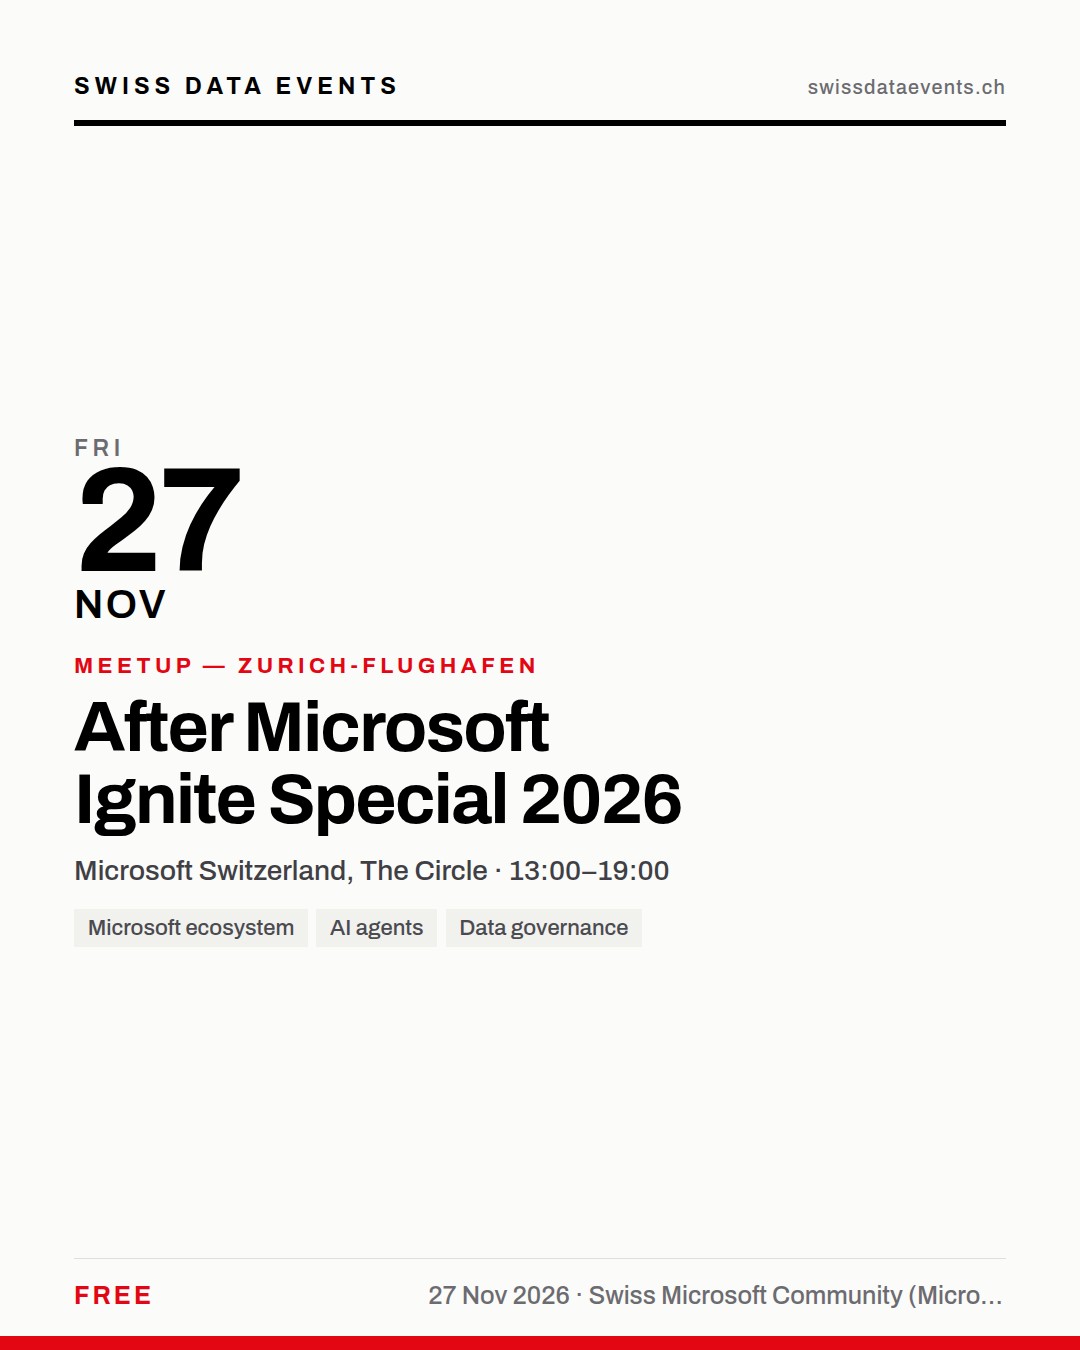 SWISS DATA EVENTS
swissdataevents.ch
FRI
27
NOV
MEETUP — ZURICH-FLUGHAFEN
After Microsoft
Ignite Special 2026
Microsoft Switzerland, The Circle · 13:00–19:00
Microsoft ecosystem
AI agents
Data governance
FREE
27 Nov 2026 · Swiss Microsoft Community (Micro…